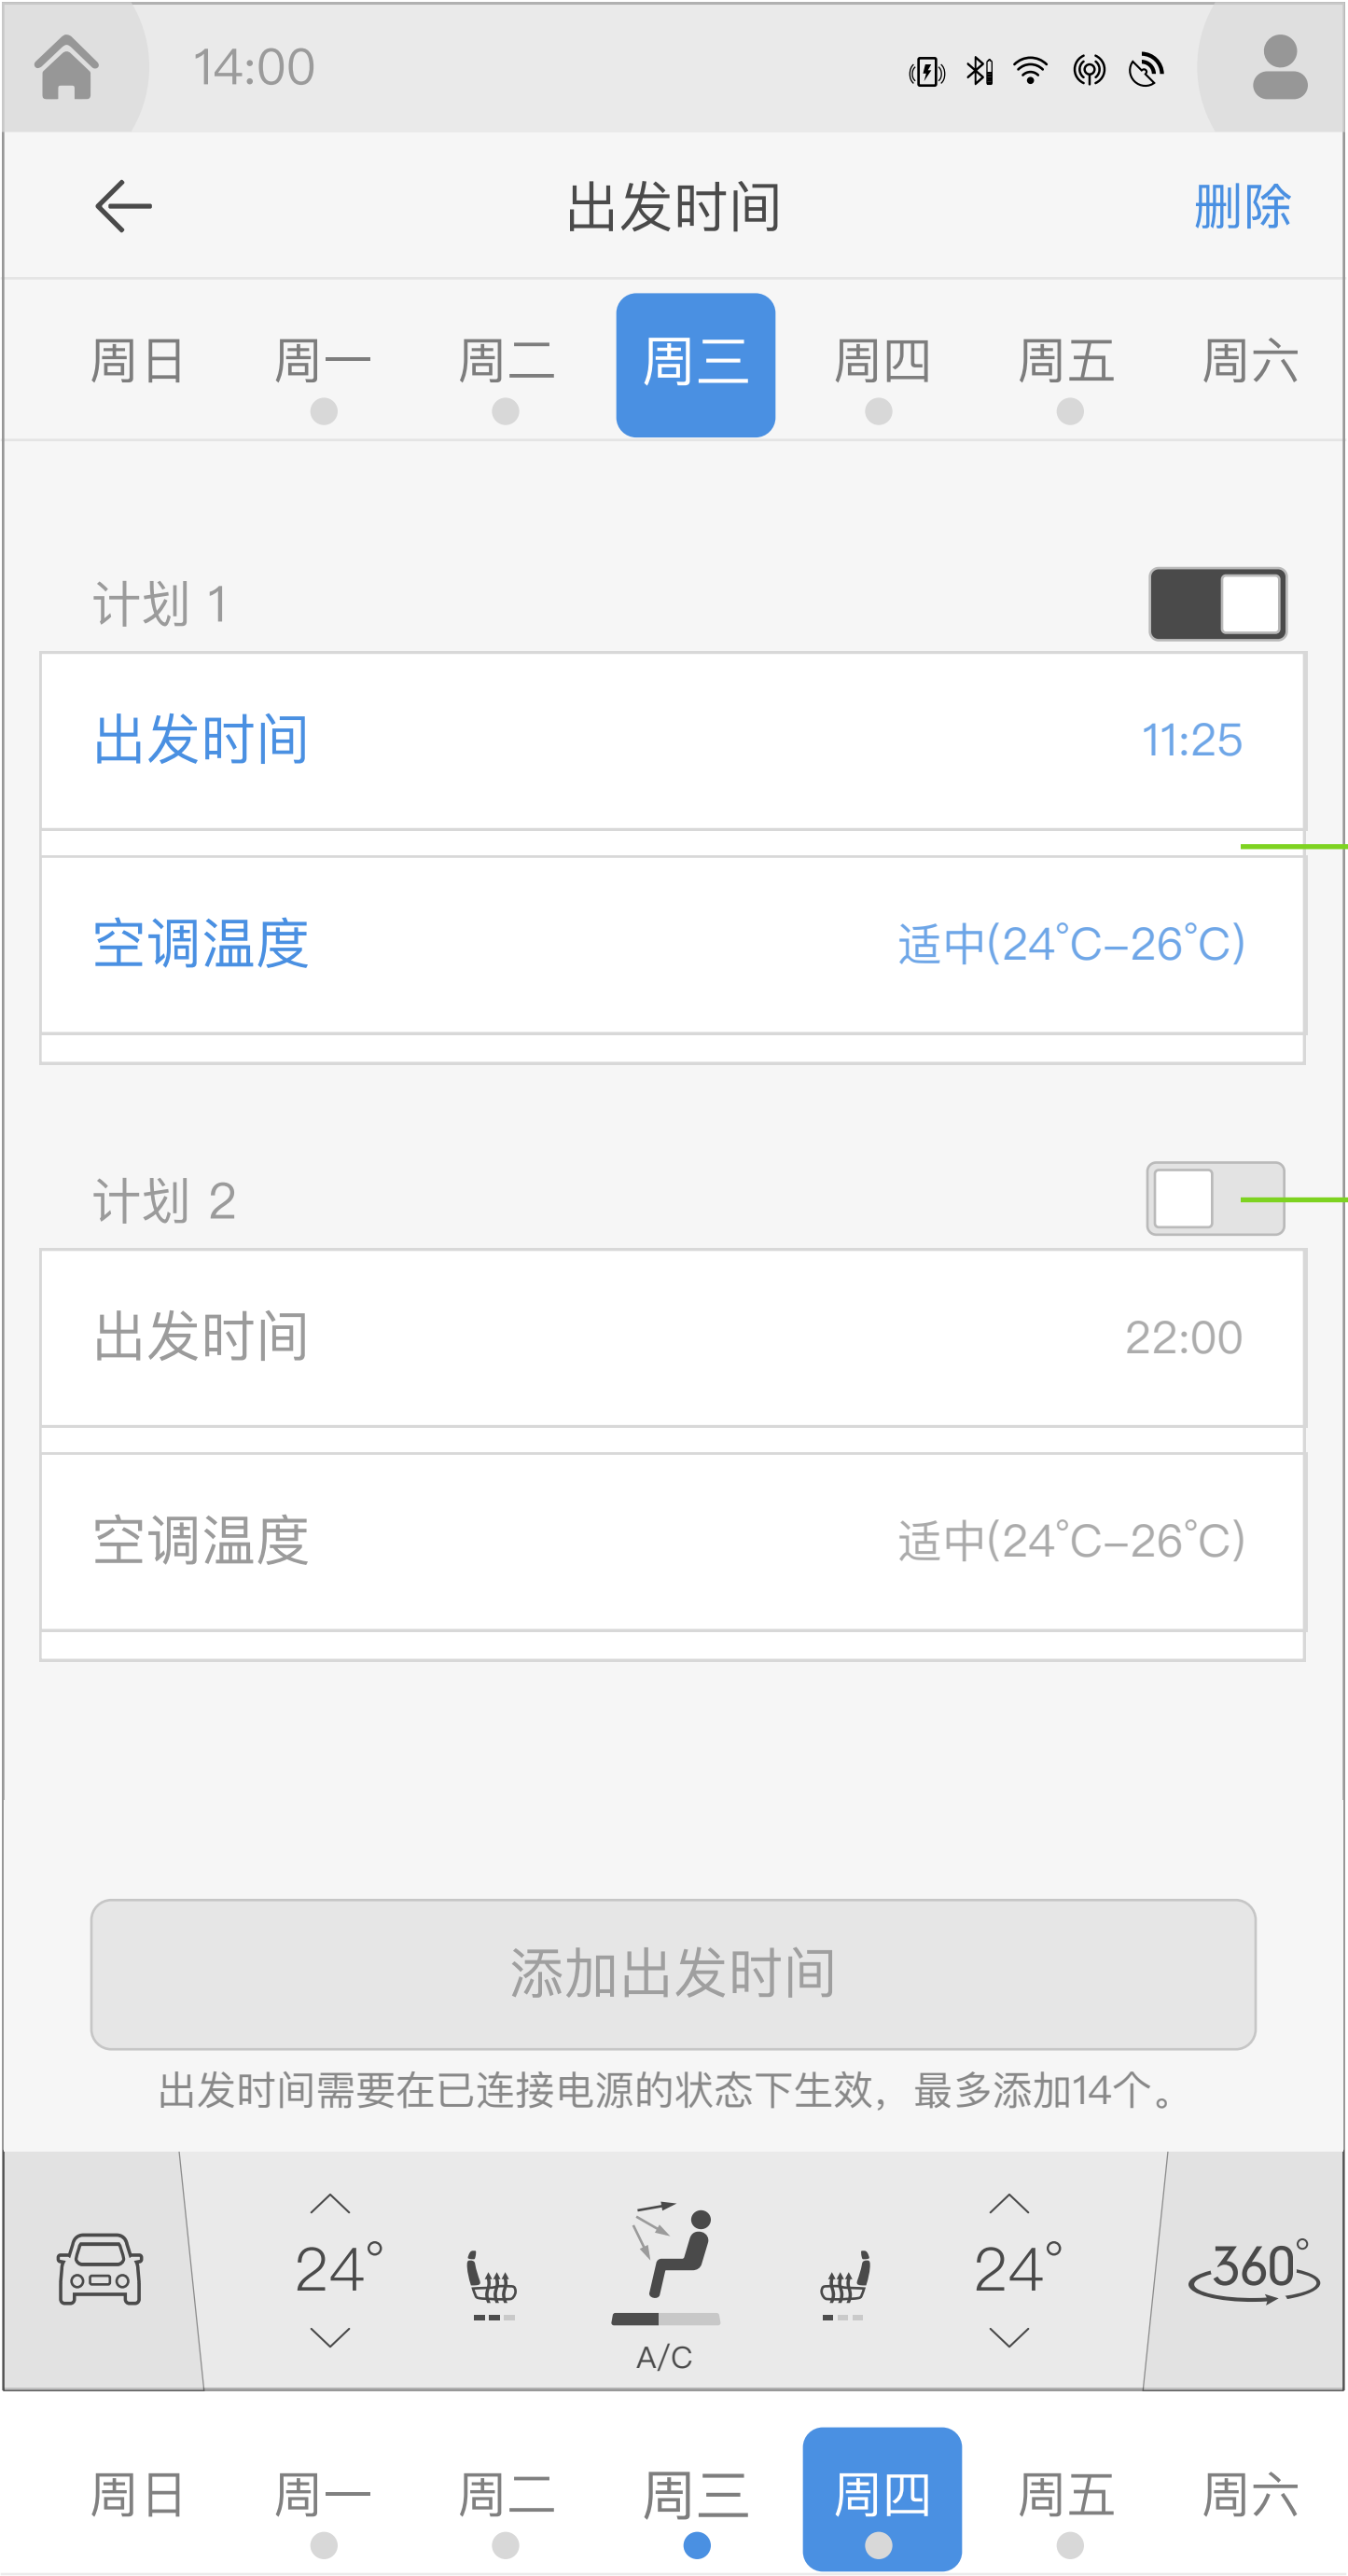 14:00
出发时间 删除
周日 周一 周二 周三 周四 周五 周六
计划 1
出发时间 11:25
空调温度 适中(24°C-26°C)
计划 2
出发时间 22:00
空调温度 适中(24°C-26°C)
添加出发时间
出发时间需要在已连接电源的状态下生效，最多添加14个。
24° 24° 360°
A/C
周日 周一 周二 周三 周四 周五 周六